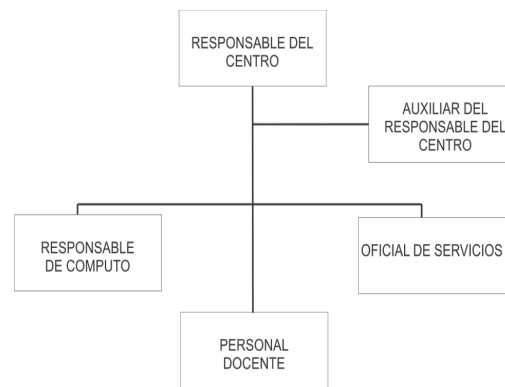 RESPONSABLE DEL
CENTRO
AUXILIAR DEL
RESPONSABLE DEL
CENTRO
RESPONSABLE
DE COMPUTO
OFICIAL DE SERVICIOS
PERSONAL
DOCENTE